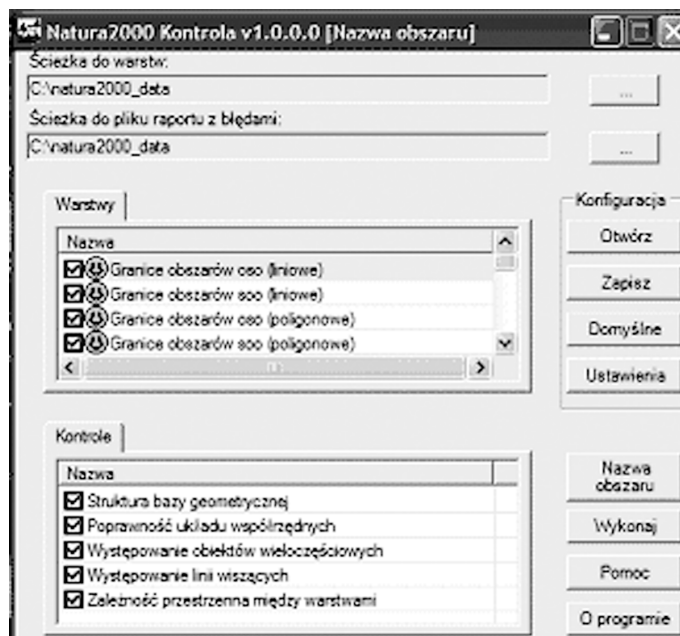 Natura2000 Kontrola v1.0.0.0 [Nazwa obszaru]
Ścieżka do warstw:
C:\natura2000_data
...
Ścieżka do pliku raportu z błędami:
C:\natura2000_data
...
Warstwy
Nazwa
Granice obszarów oso (liniowe)
Granice obszarów soo (liniowe)
Granice obszarów oso (poligonowe)
Granice obszarów soo (poligonowe)
Konfiguracja
Otwórz
Zapisz
Domyślne
Ustawienia
Kontrole
Nazwa
Struktura bazy geometrycznej
Poprawność układu współrzędnych
Występowanie obiektów wieloczęściowych
Występowanie linii wiszących
Zależność przestrzenna między warstwami
Nazwa
obszaru
Wykonaj
Pomoc
O programie